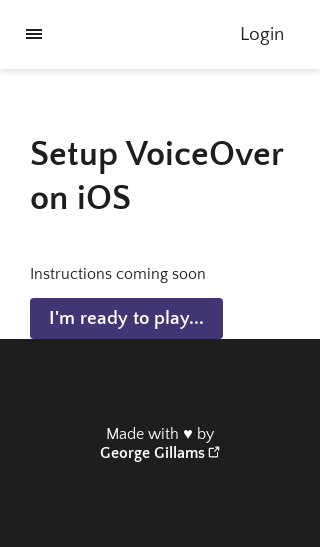 Login
Setup VoiceOver
on iOS
Instructions coming soon
I'm ready to play...
Made with ♥ by
George Gillams